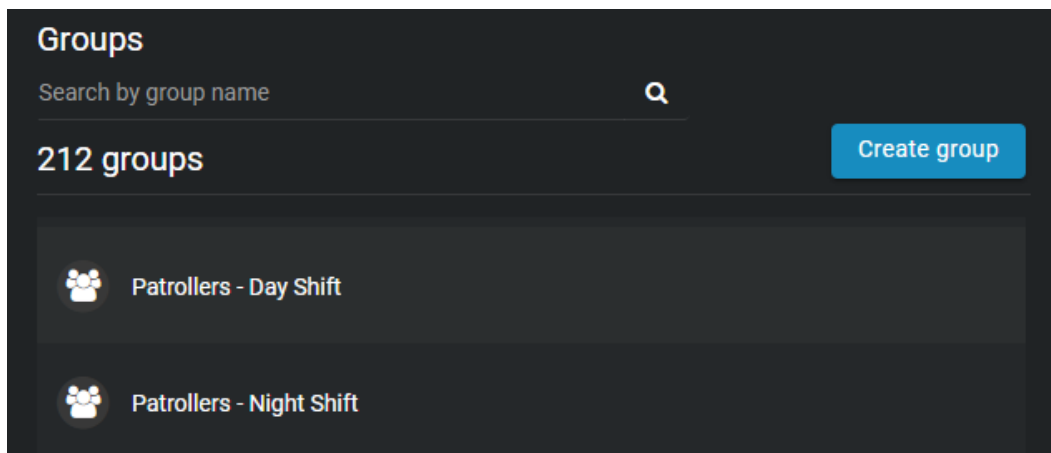 Groups
Search by group name
212 groups
Create group
Patrollers - Day Shift
Patrollers - Night Shift